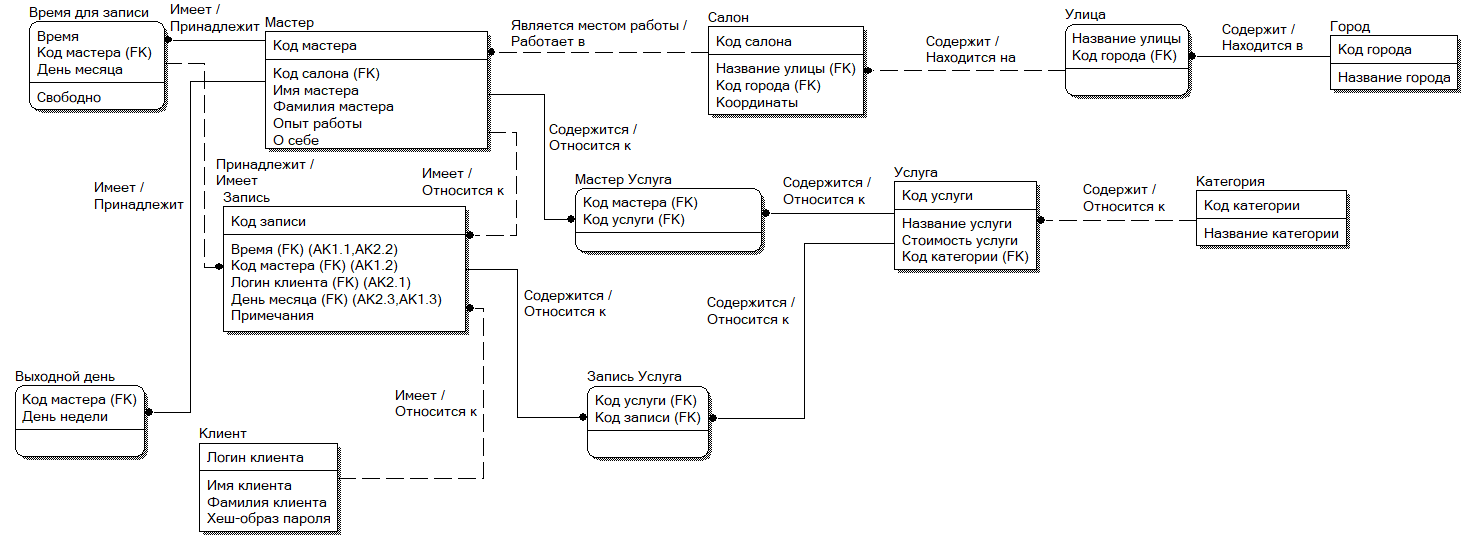 Время для записи
Время
Код мастера (FK)
День месяца
Свободно
Имеет /
Принадлежит
Мастер
Код мастера
Код салона (FK)
Имя мастера
Фамилия мастера
Опыт работы
О себе
Является местом работы /
Работает в
Салон
Код салона
Название улицы (FK)
Код города (FK)
Координаты
Содержит /
Находится на
Улица
Название улицы
Код города (FK)
Содержит /
Находится в
Город
Код города
Название города
Имеет /
Принадлежит
Принадлежит /
Имеет
Имеет /
Относится к
Содержится /
Относится к
Запись
Код записи
Время (FK) (AK1.1,AK2.2)
Код мастера (FK) (AK1.2)
Логин клиента (FK) (AK2.1)
День месяца (FK) (AK2.3,AK1.3)
Примечания
Мастер Услуга
Код мастера (FK)
Код услуги (FK)
Содержится /
Относится к
Услуга
Код услуги
Название услуги
Стоимость услуги
Код категории (FK)
Содержит /
Относится к
Категория
Код категории
Название категории
Содержится /
Относится к
Содержится /
Относится к
Выходной день
Код мастера (FK)
День недели
Имеет /
Относится к
Запись Услуга
Код услуги (FK)
Код записи (FK)
Клиент
Логин клиента
Имя клиента
Фамилия клиента
Хеш-образ пароля